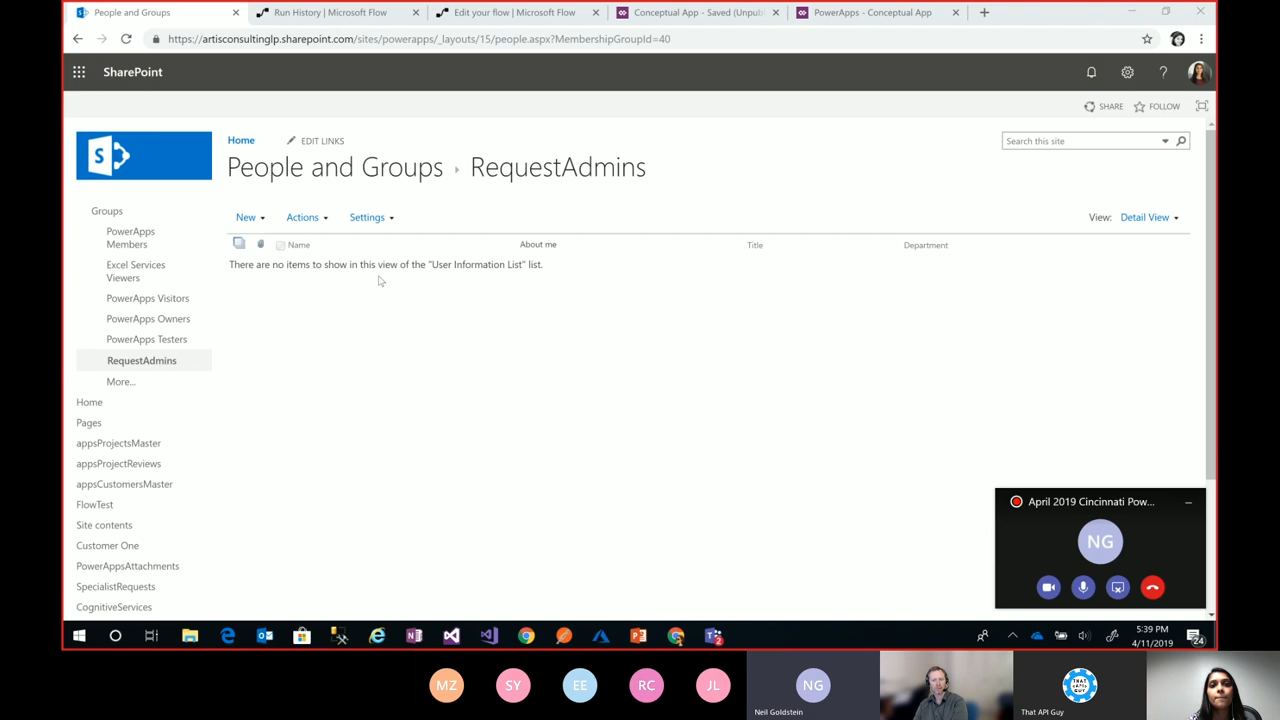 People and Groups
Run History | Microsoft Flow
Edit your flow | Microsoft Flow
Conceptual App - Saved (Unpubl
PowerApps - Conceptual App
https://artisconsultinglp.sharepoint.com/sites/powerapps/_layouts/15/people.aspx?MembershipGroupId=40
SharePoint
SHARE
FOLLOW
Home
EDIT LINKS
Search this site
People and Groups
RequestAdmins
New
Actions
Settings
View: Detail View
Name
About me
Title
Department
There are no items to show in this view of the "User Information List" list.
Groups
PowerApps
Members
Excel Services
Viewers
PowerApps Visitors
PowerApps Owners
PowerApps Testers
RequestAdmins
More...
Home
Pages
appsProjectsMaster
appsProjectReviews
appsCustomersMaster
FlowTest
Site contents
Customer One
PowerAppsAttachments
SpecialistRequests
CognitiveServices
April 2019 Cincinnati Pow...
NG
5:39 PM
4/11/2019
24
2
MZ
SY
EE
RC
JL
NG
Neil Goldstein
THAT
API
GUY
That API Guy